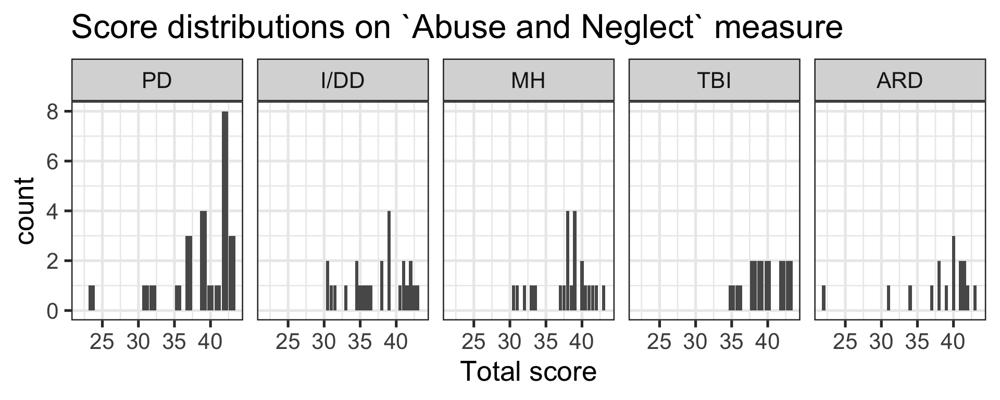 Score distributions on `Abuse and Neglect` measure
PD I/DD MH TBI ARD
8
6
4
2
0
count
25 30 35 40 25 30 35 40 25 30 35 40 25 30 35 40 25 30 35 40
Total score